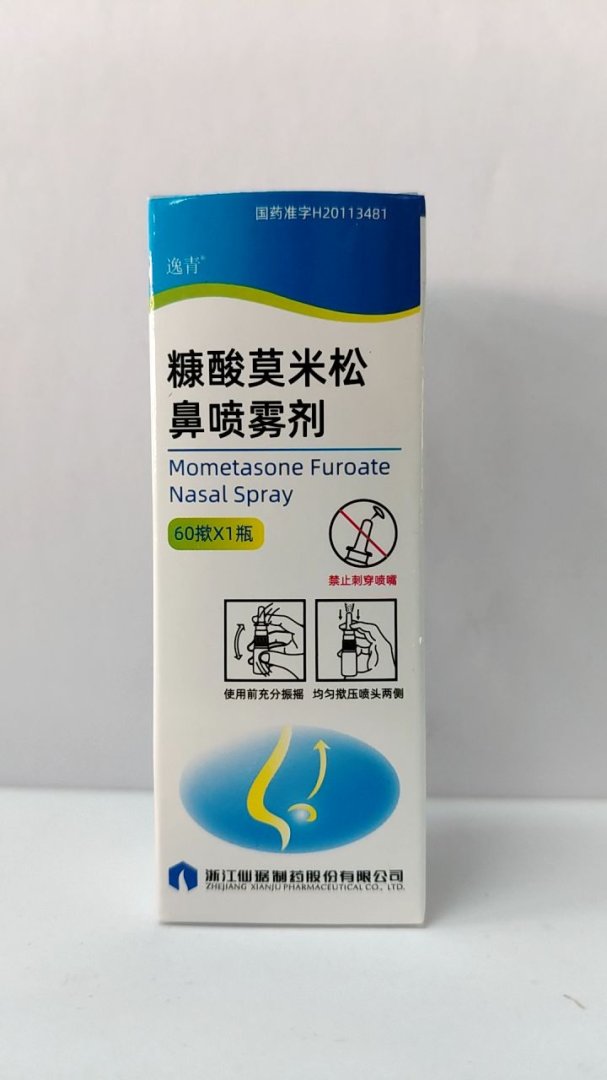 国药准字H20113481
逸青®
糠酸莫米松
鼻喷雾剂
Mometasone Furoate
Nasal Spray
60揿X1瓶
禁止刺穿喷嘴
使用前充分振摇 均匀揿压喷头两侧
浙江仙琚制药股份有限公司
ZHEJIANG XIANJU PHARMACEUTICAL CO., LTD.